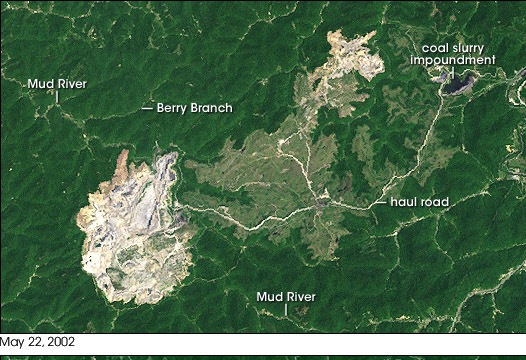 coal slurry
impoundment
Mud River
Berry Branch
haul road
Mud River
May 22, 2002